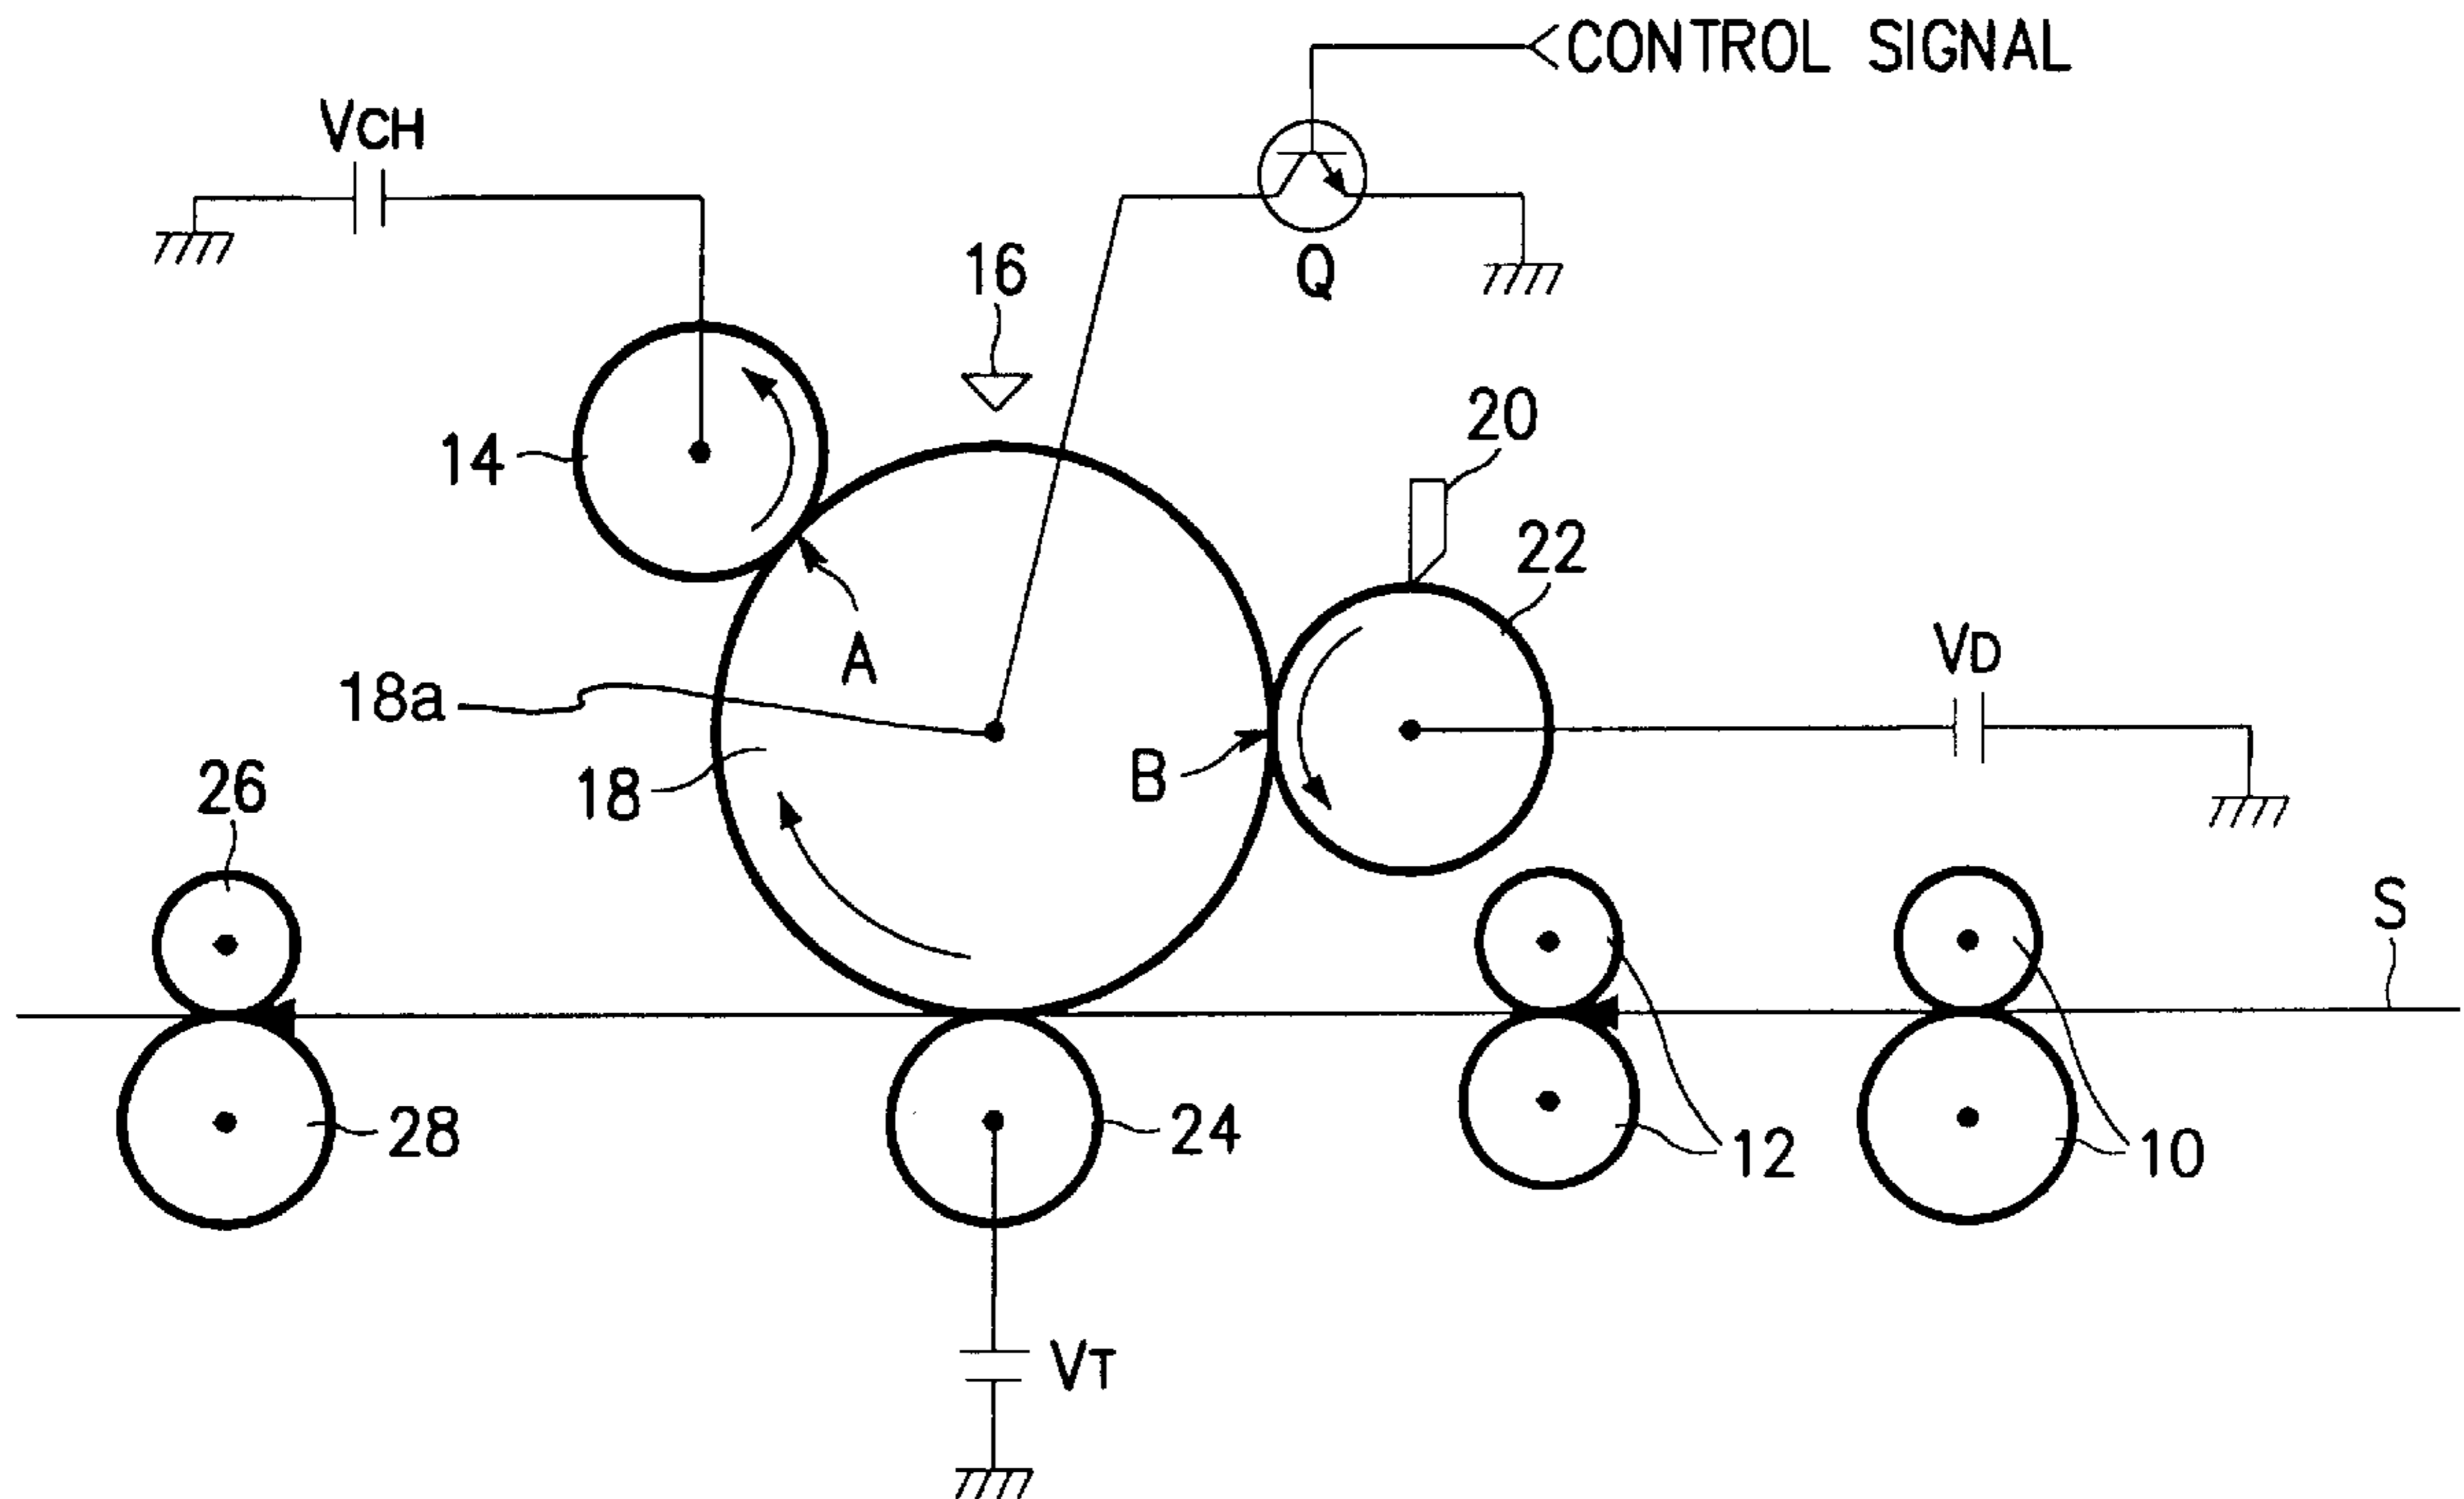 CONTROL SIGNAL
VCH
16
Q
14
20
22
A
18a
VD
B
18
26
S
28
24
12
10
VT